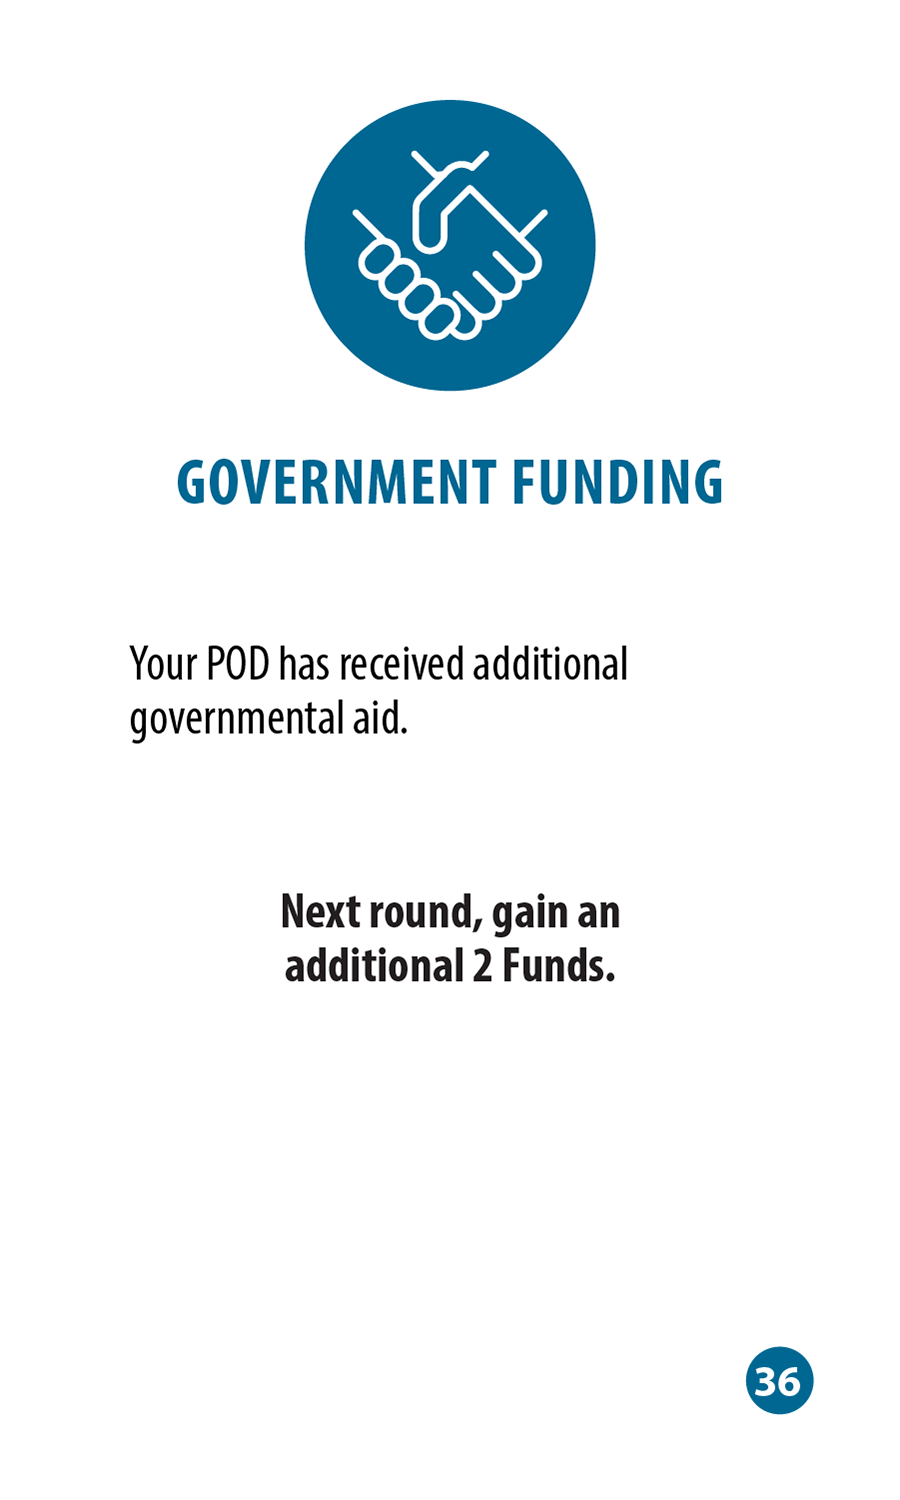 GOVERNMENT FUNDING
Your POD has received additional
governmental aid.
Next round, gain an
additional 2 Funds.
36